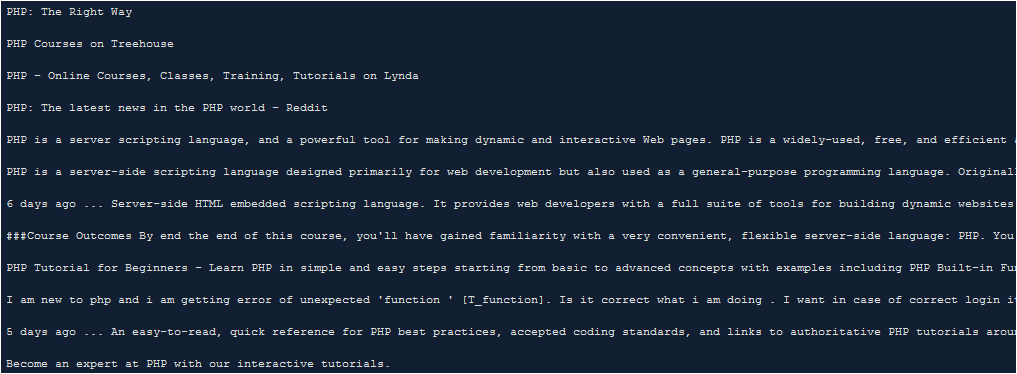 PHP: The Right Way
PHP Courses on Treehouse
PHP - Online Courses, Classes, Training, Tutorials on Lynda
PHP: The latest news in the PHP world - Reddit
PHP is a server scripting language, and a powerful tool for making dynamic and interactive Web pages. PHP is a widely-used, free, and efficient
PHP is a server-side scripting language designed primarily for web development but also used as a general-purpose programming language. Originall
6 days ago ... Server-side HTML embedded scripting language. It provides web developers with a full suite of tools for building dynamic websites
###Course Outcomes By end the end of this course, you'll have gained familiarity with a very convenient, flexible server-side language: PHP. You
PHP Tutorial for Beginners - Learn PHP in simple and easy steps starting from basic to advanced concepts with examples including PHP Built-in Fun
I am new to php and i am getting error of unexpected 'function ' [T_function]. Is it correct what i am doing . I want in case of correct login i
5 days ago ... An easy-to-read, quick reference for PHP best practices, accepted coding standards, and links to authoritative PHP tutorials arou
Become an expert at PHP with our interactive tutorials.